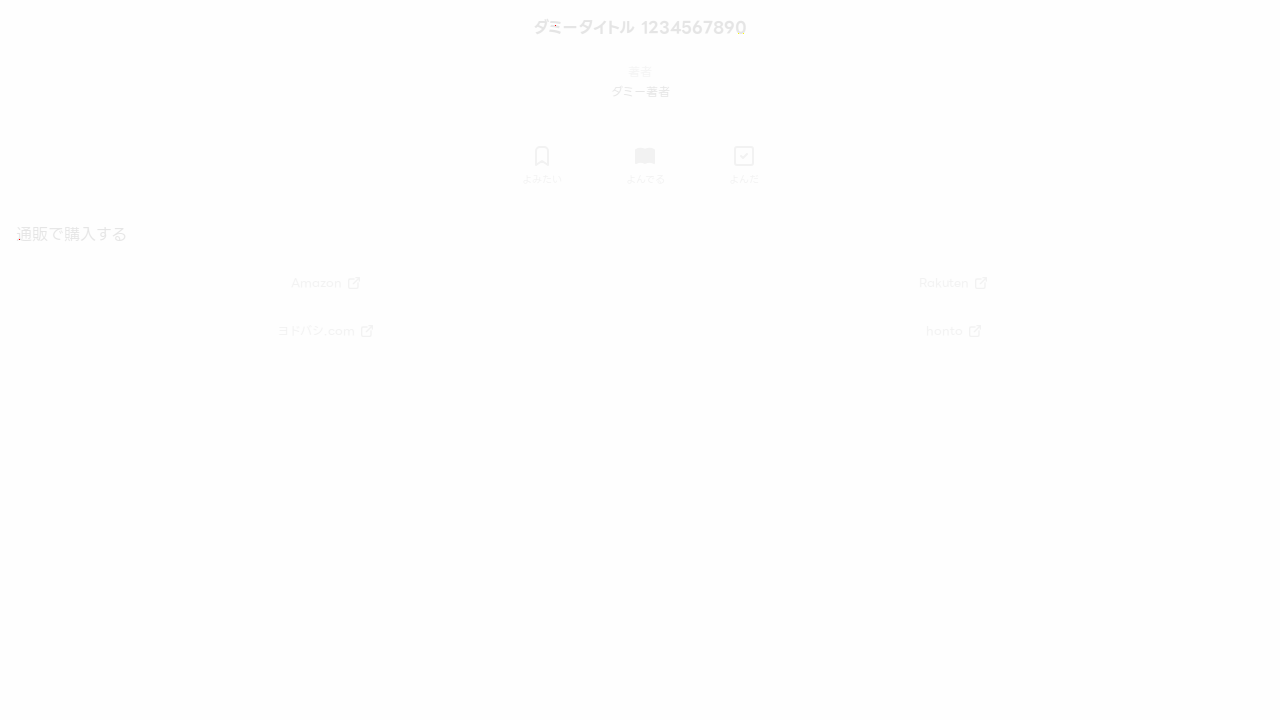 ダミータイトル 1234567890
著者
ダミー著者
よみたい
よんでる
よんだ
通販で購入する
Amazon
Rakuten
ヨドバシ.com
honto